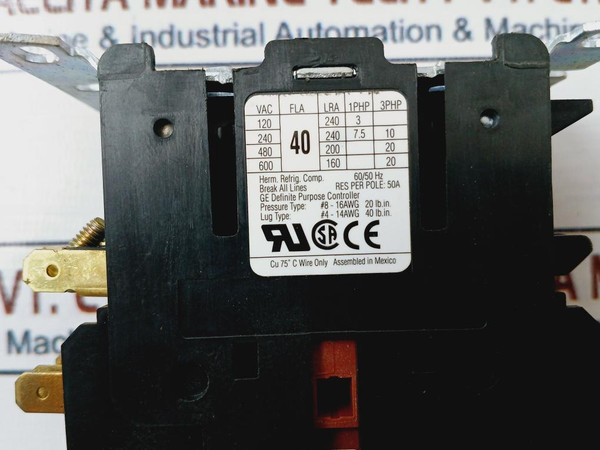 & industrial Automation & Machin
VAC FLA LRA 1PHP 3PHP
120 40 240 3
240 240 7.5 10
480 200 20
600 160 20
Herm. Refrig. Comp. 60/50 Hz
Break All Lines RES PER POLE: 50A
GE Definite Purpose Controller
Pressure Type: #8 - 16AWG 20 lb.in.
Lug Type: #4 - 14AWG 40 lb.in.
RU SA CE
Cu 75° C Wire Only Assembled in Mexico